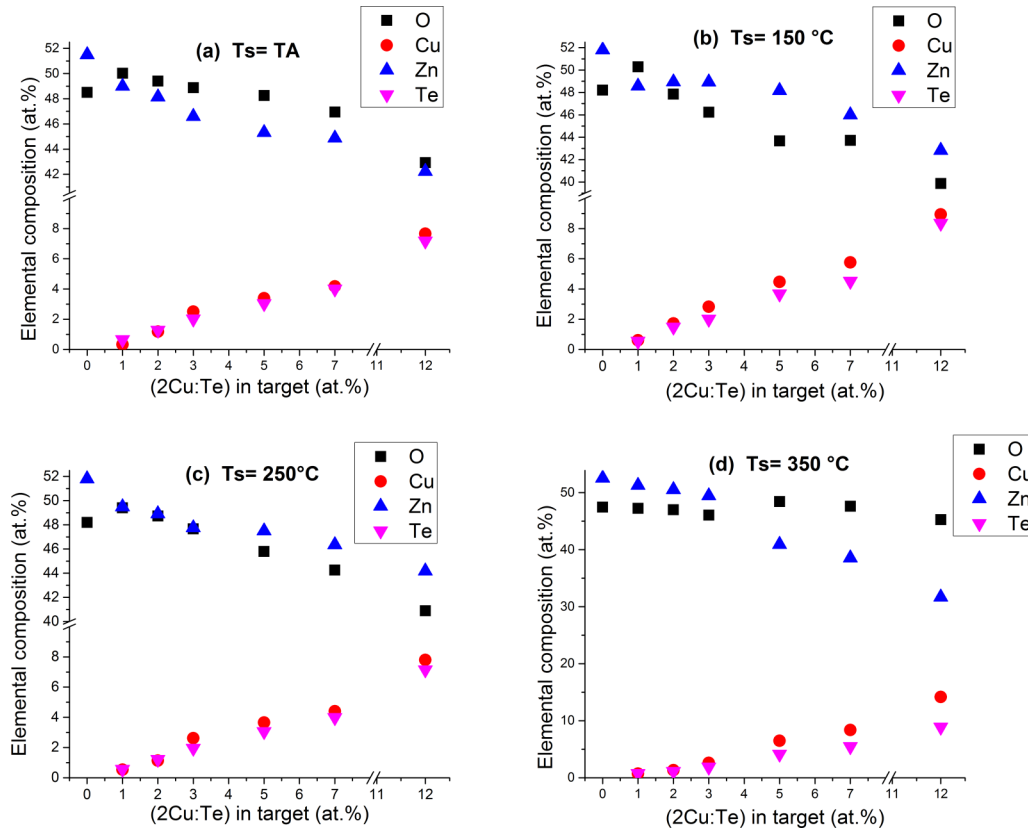 (a) Ts= TA
O
Cu
Zn
Te
Elemental composition (at.%)
52
50
48
46
44
42
8
6
4
2
0
0 1 2 3 4 5 6 7 11 12
(2Cu:Te) in target (at.%)
(b) Ts= 150 °C
O
Cu
Zn
Te
Elemental composition (at.%)
52
50
48
46
44
42
40
8
6
4
2
0
0 1 2 3 4 5 6 7 11 12
(2Cu:Te) in target (at.%)
(c) Ts= 250°C
O
Cu
Zn
Te
Elemental composition (at.%)
52
50
48
46
44
42
40
8
6
4
2
0
0 1 2 3 4 5 6 7 11 12
(2Cu:Te) in target (at.%)
(d) Ts= 350 °C
O
Cu
Zn
Te
Elemental composition (at.%)
50
40
30
20
10
0
0 1 2 3 4 5 6 7 11 12
(2Cu:Te) in target (at.%)